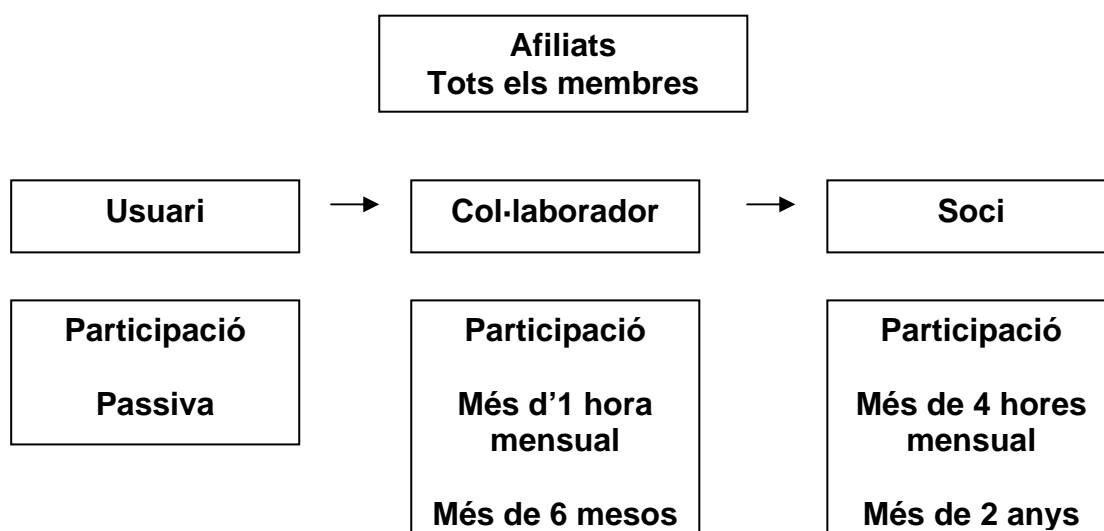 Afiliats
Tots els membres
Usuari
Col·laborador
Soci
Participació
Passiva
Participació
Més d’1 hora
mensual
Més de 6 mesos
Participació
Més de 4 hores
mensual
Més de 2 anys